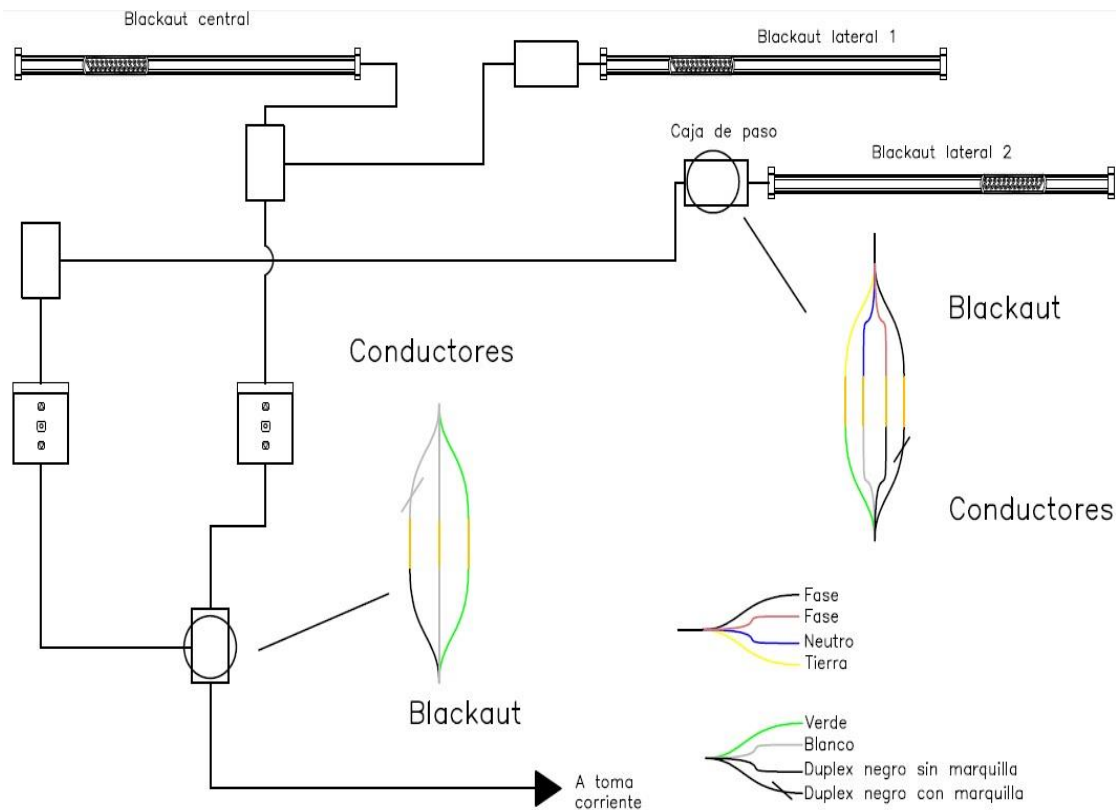 Blackaut central
Blackaut lateral 1
Caja de paso
Blackaut lateral 2
Blackaut
Conductores
Conductores
Blackaut
Fase
Fase
Neutro
Tierra
Verde
Blanco
Duplex negro sin marquilla
Duplex negro con marquilla
A toma
corriente